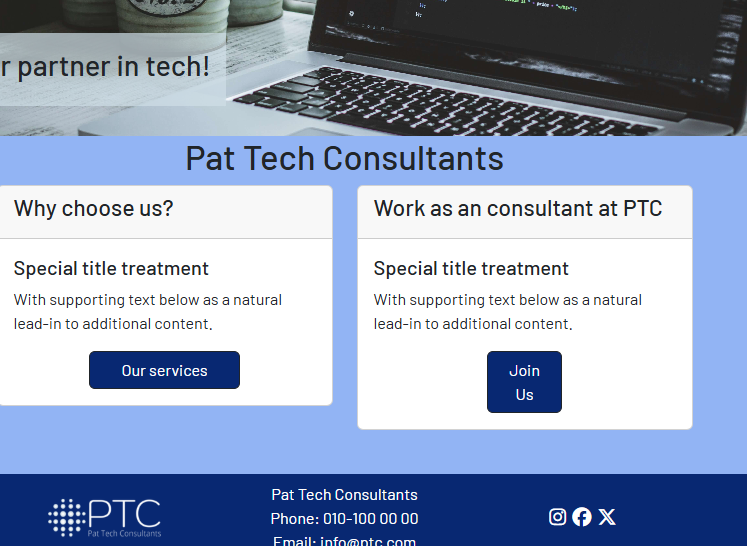 r partner in tech!
Pat Tech Consultants
Why choose us?
Special title treatment
With supporting text below as a natural
lead-in to additional content.
Our services
Work as an consultant at PTC
Special title treatment
With supporting text below as a natural
lead-in to additional content.
Join
Us
PTC
Pat Tech Consultants
Pat Tech Consultants
Phone: 010-100 00 00
Email: info@ptc.com